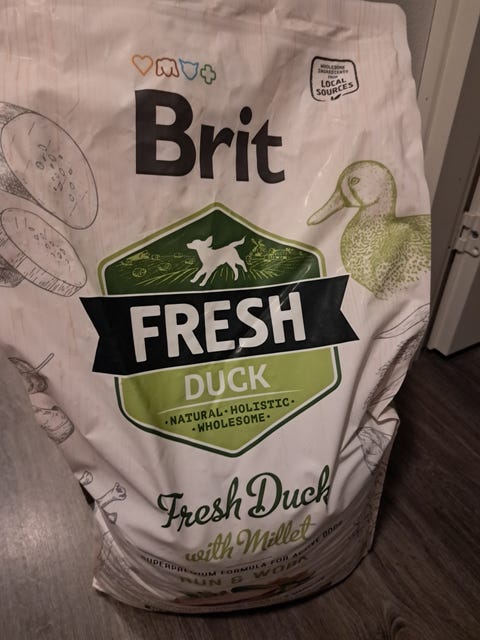 WHOLESOME
INGREDIENTS
FROM
LOCAL
SOURCES
Brit
FRESH
DUCK
·NATURAL·HOLISTIC·
·WHOLESOME·
Fresh Duck
with Millet
SUPERPREMIUM FORMULA FOR ACTIVE DOGS
RUN & WORK